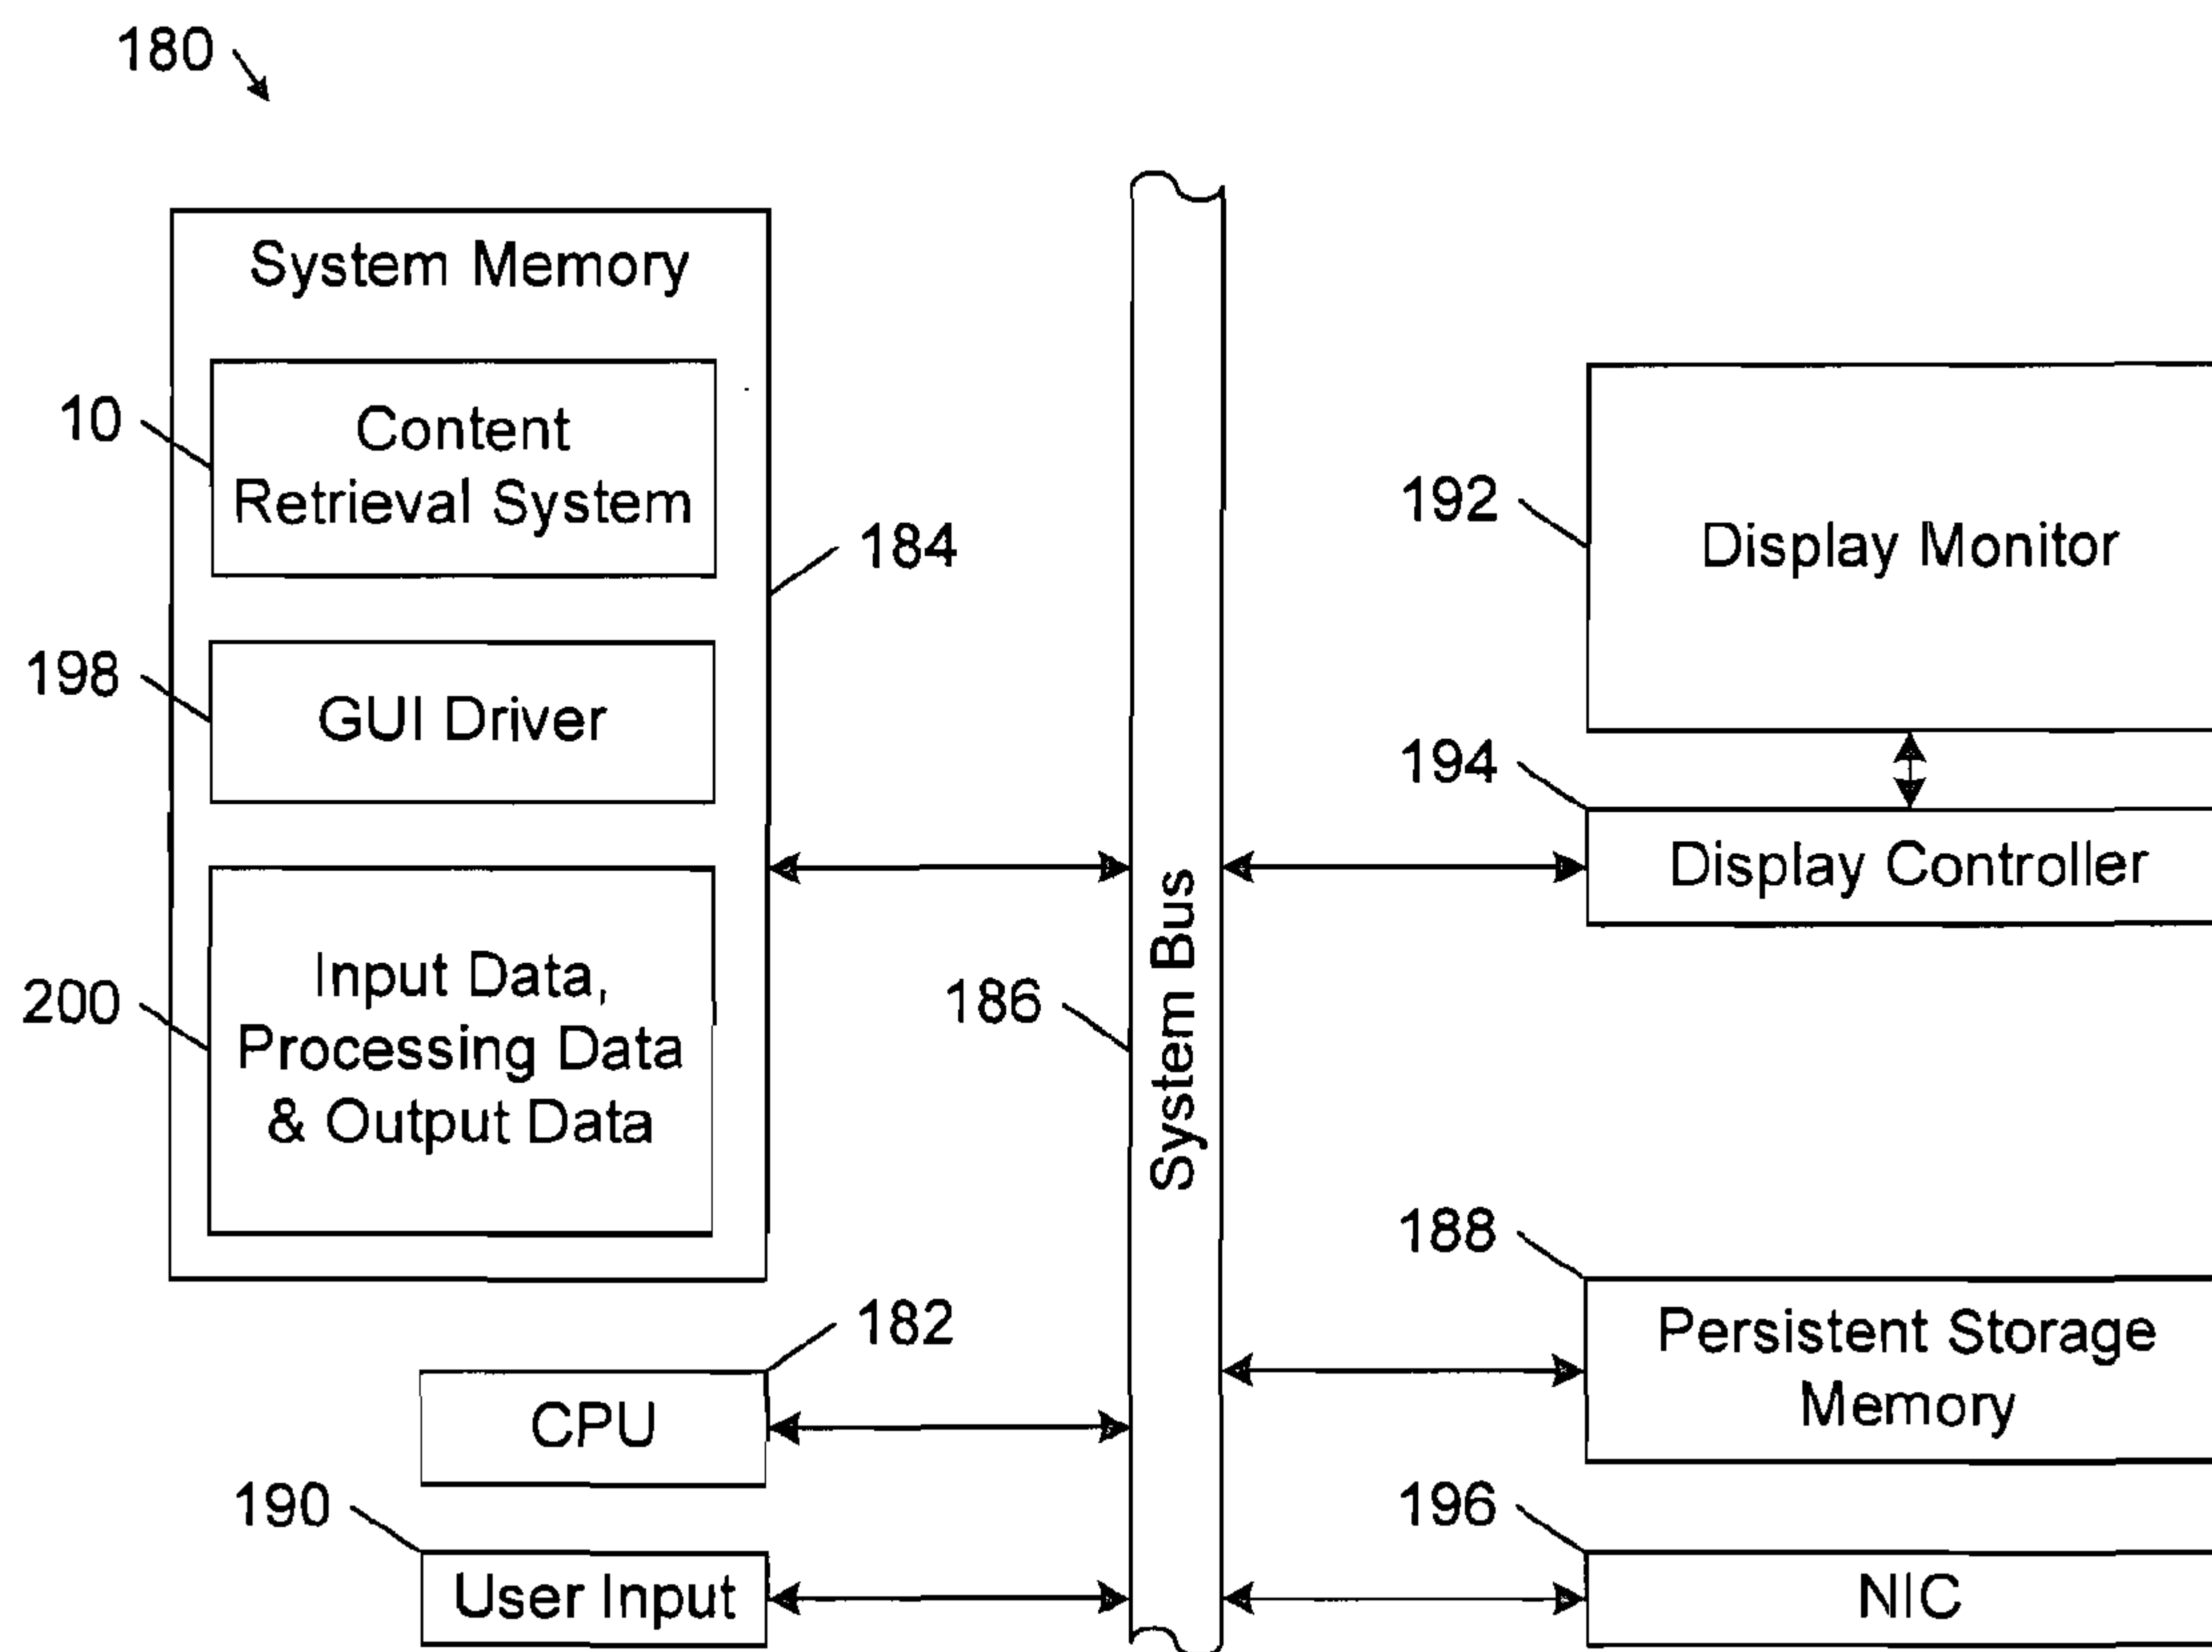 180
System Memory
10
Content
Retrieval System
184
198
GUI Driver
200
Input Data,
Processing Data
& Output Data
182
CPU
190
User Input
186
System Bus
192
Display Monitor
194
Display Controller
188
Persistent Storage
Memory
196
NIC